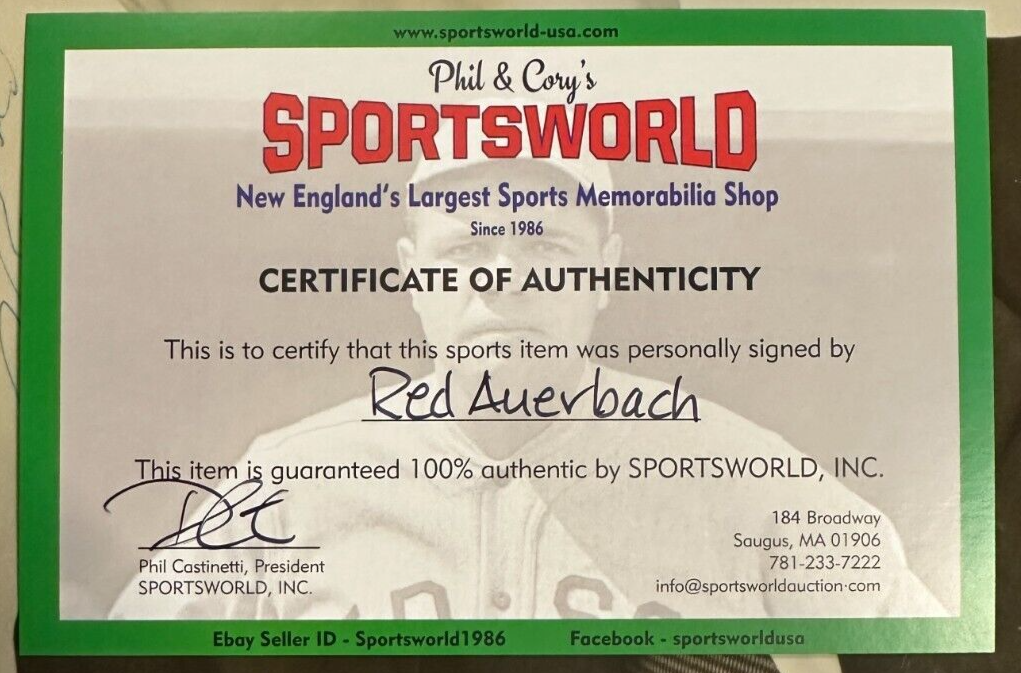 www.sportsworld-usa.com
Phil & Cory's
SPORTSWORLD
New England's Largest Sports Memorabilia Shop
Since 1986
CERTIFICATE OF AUTHENTICITY
This is to certify that this sports item was personally signed by
Red Auerbach
This item is guaranteed 100% authentic by SPORTSWORLD, INC.
Phil Castinetti, President
SPORTSWORLD, INC.
184 Broadway
Saugus, MA 01906
781-233-7222
info@sportsworldauction.com
Ebay Seller ID - Sportsworld1986
Facebook - sportsworldusa